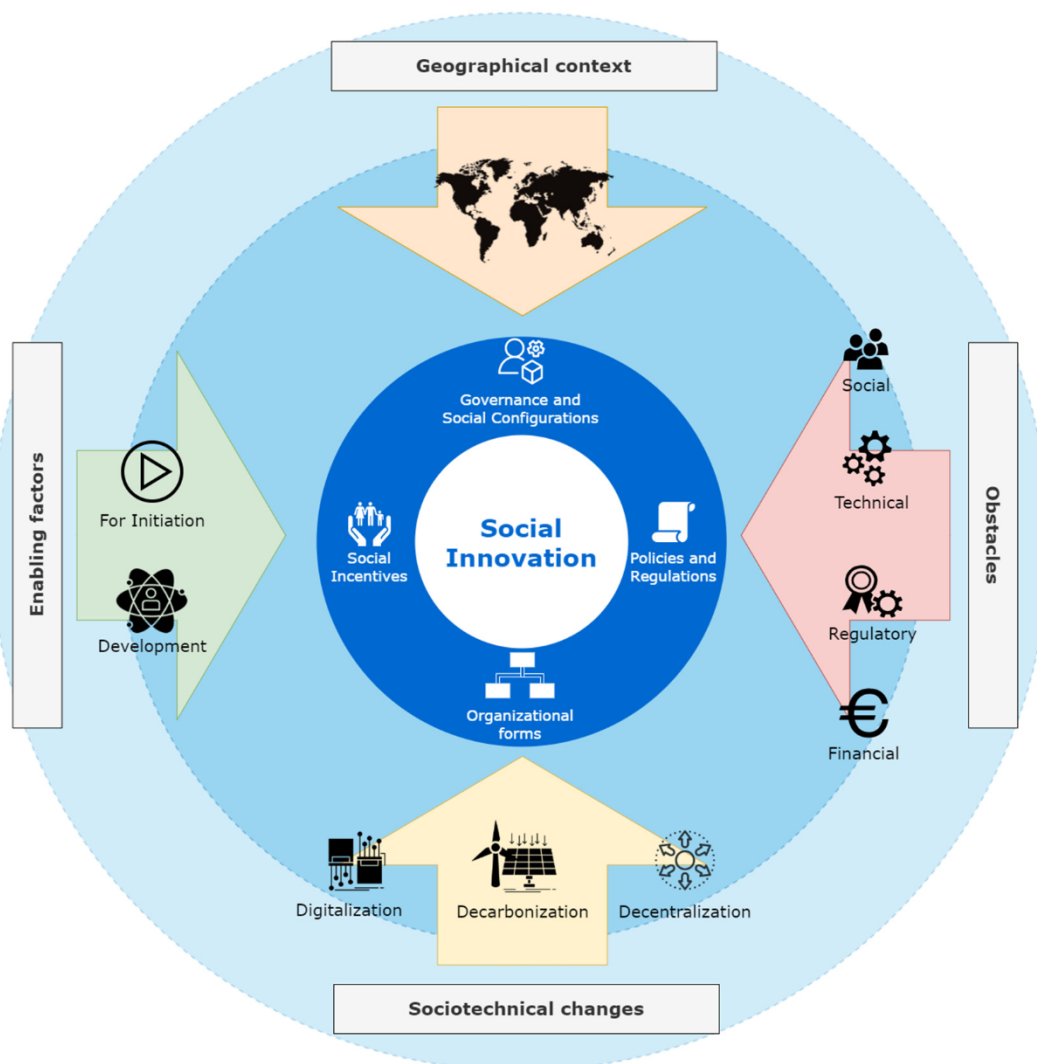 Geographical context
Governance and
Social Configurations
Enabling factors
For Initiation
Development
Social
Incentives
Social
Innovation
Policies and
Regulations
Organizational
forms
Social
Technical
Regulatory
Financial
Obstacles
Digitalization
Decarbonization
Decentralization
Sociotechnical changes